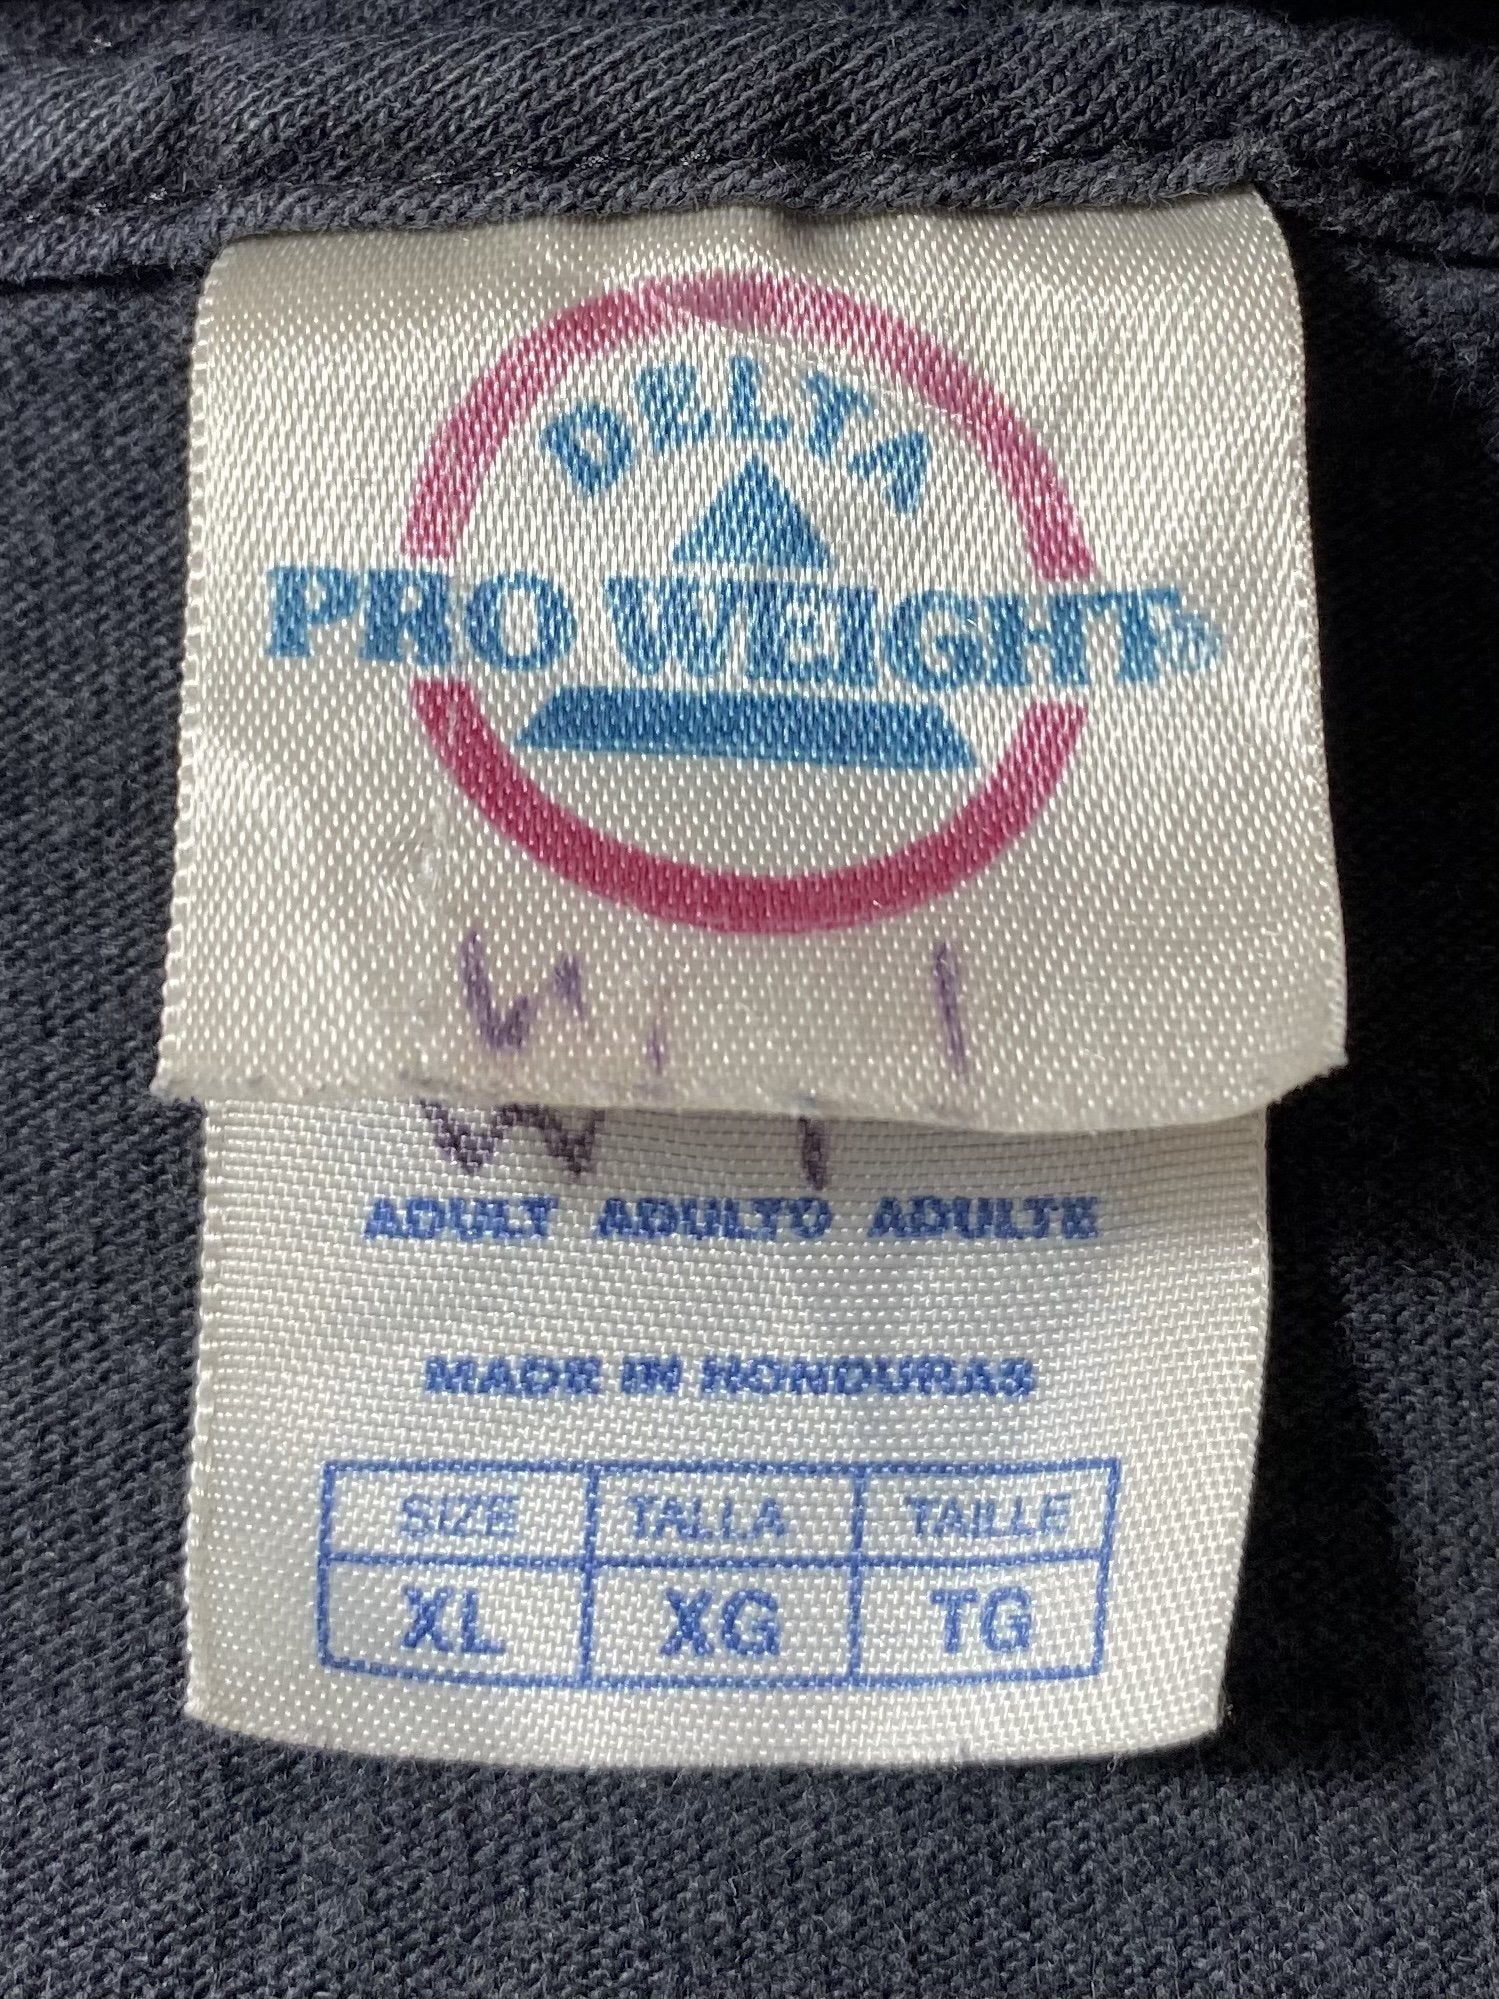 DELTA
PRO WEIGHT®
ADULT ADULTO ADULTE
MADE IN HONDURAS
SIZE TALLA TAILLE
XL XG TG